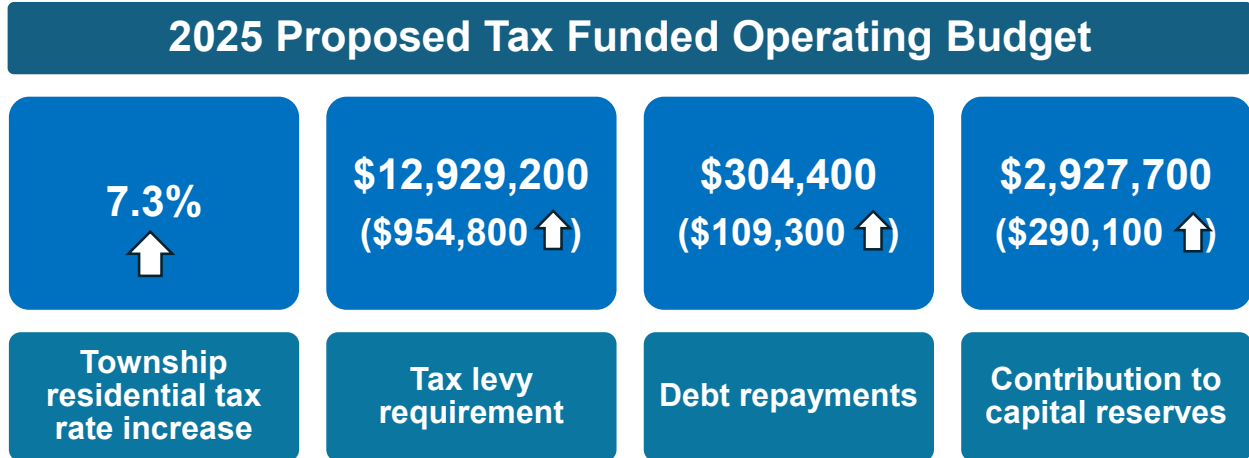 2025 Proposed Tax Funded Operating Budget
7.3%
$12,929,200
($954,800 )
$304,400
($109,300 )
$2,927,700
($290,100 )
Township
residential tax
rate increase
Tax levy
requirement
Debt repayments
Contribution to
capital reserves